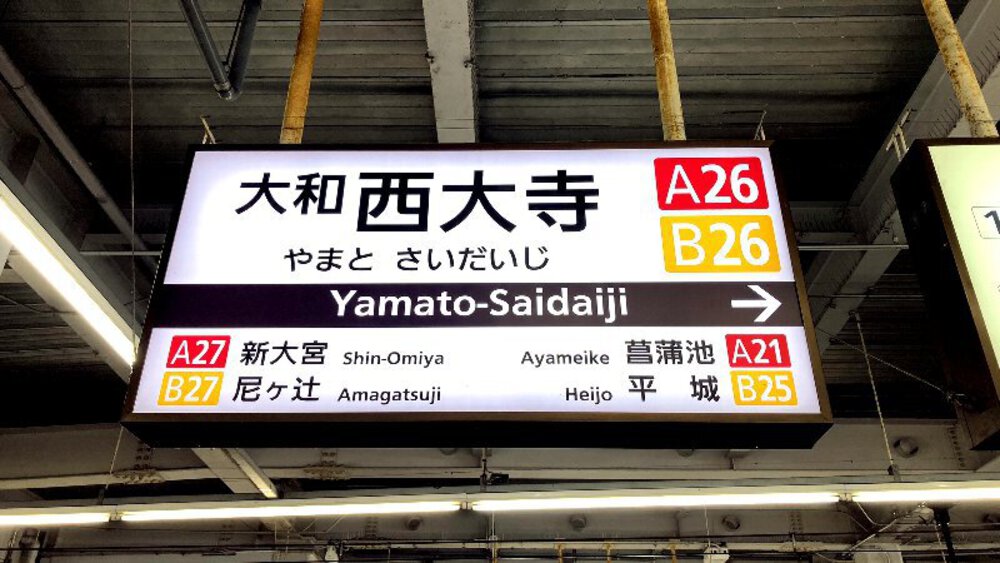 大和西大寺 A26
やまと さいだいじ B26
Yamato-Saidaiji →
A27 新大宮 Shin-Omiya Ayameike 菖蒲池 A21
B27 尼ヶ辻 Amagatsuji Heijo 平城 B25
1